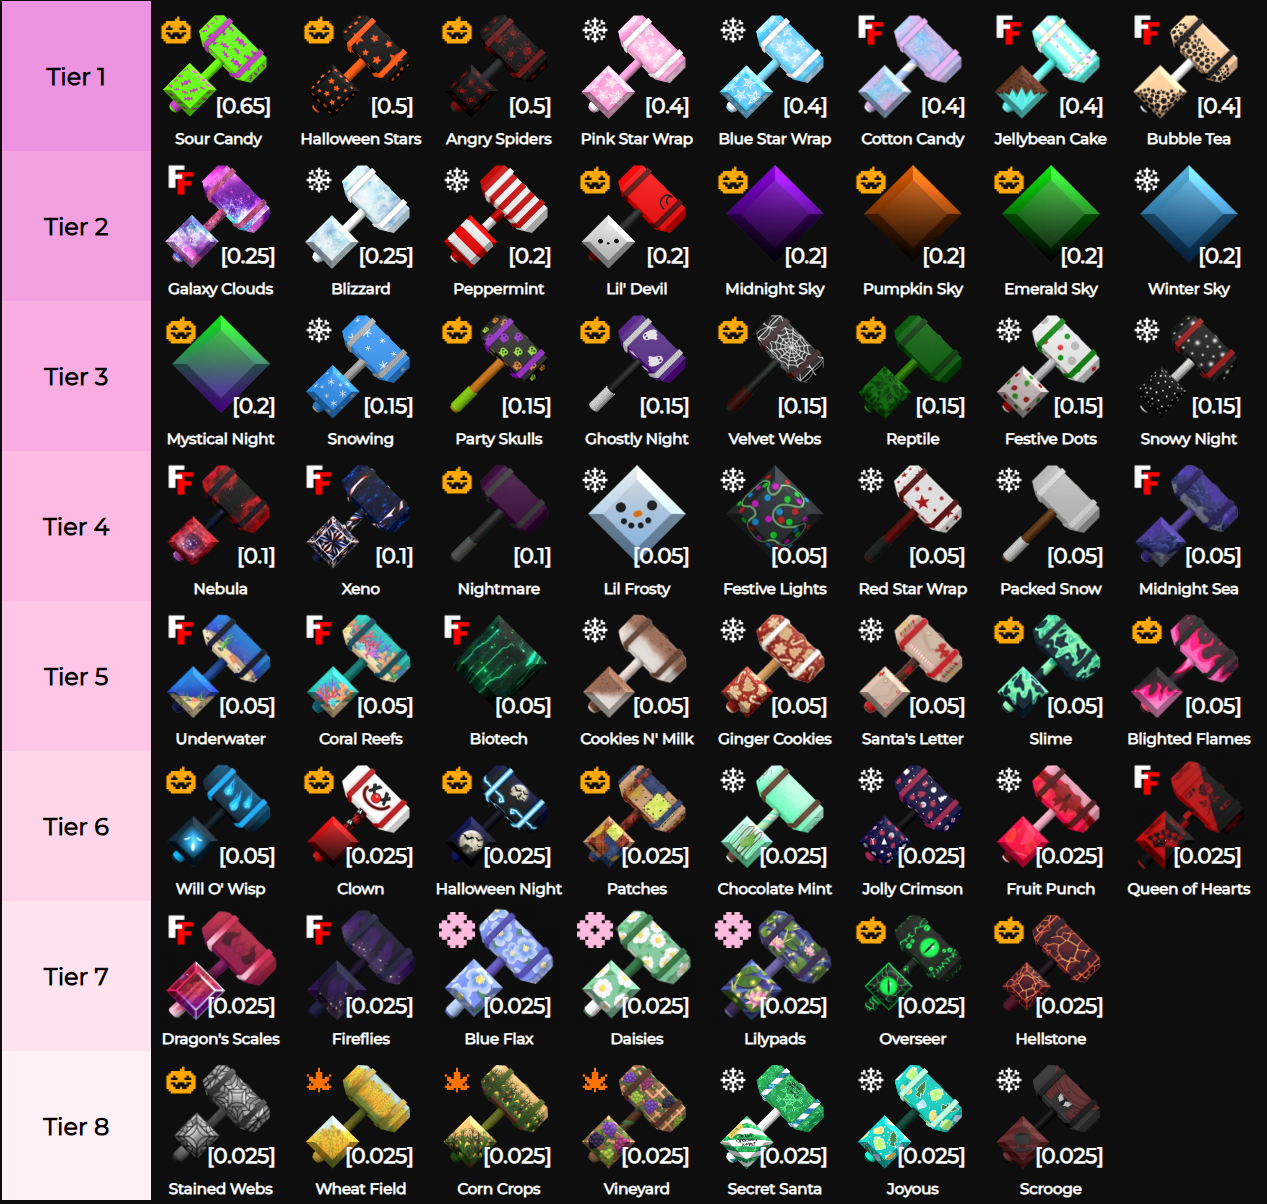 Tier 1
[0.65] [0.5] [0.5] [0.4] [0.4] FF [0.4] FF [0.4] FF [0.4]
Sour Candy Halloween Stars Angry Spiders Pink Star Wrap Blue Star Wrap Cotton Candy Jellybean Cake Bubble Tea
Tier 2
FF [0.25] [0.25] [0.2] [0.2] [0.2] [0.2] [0.2] [0.2]
Galaxy Clouds Blizzard Peppermint Lil' Devil Midnight Sky Pumpkin Sky Emerald Sky Winter Sky
Tier 3
[0.2] [0.15] [0.15] [0.15] [0.15] [0.15] [0.15] [0.15]
Mystical Night Snowing Party Skulls Ghostly Night Velvet Webs Reptile Festive Dots Snowy Night
Tier 4
FF [0.1] FF [0.1] [0.1] [0.05] [0.05] [0.05] [0.05] FF [0.05]
Nebula Xeno Nightmare Lil Frosty Festive Lights Red Star Wrap Packed Snow Midnight Sea
Tier 5
FF [0.05] FF [0.05] FF [0.05] [0.05] [0.05] [0.05] [0.05] [0.05]
Underwater Coral Reefs Biotech Cookies N' Milk Ginger Cookies Santa's Letter Slime Blighted Flames
Tier 6
[0.05] [0.025] [0.025] [0.025] [0.025] [0.025] [0.025] FF [0.025]
Will O' Wisp Clown Halloween Night Patches Chocolate Mint Jolly Crimson Fruit Punch Queen of Hearts
Tier 7
FF [0.025] FF [0.025] [0.025] [0.025] [0.025] [0.025] [0.025]
Dragon's Scales Fireflies Blue Flax Daisies Lilypads Overseer Hellstone
Tier 8
[0.025] [0.025] [0.025] [0.025] [0.025] [0.025] [0.025]
Stained Webs Wheat Field Corn Crops Vineyard Secret Santa Joyous Scrooge